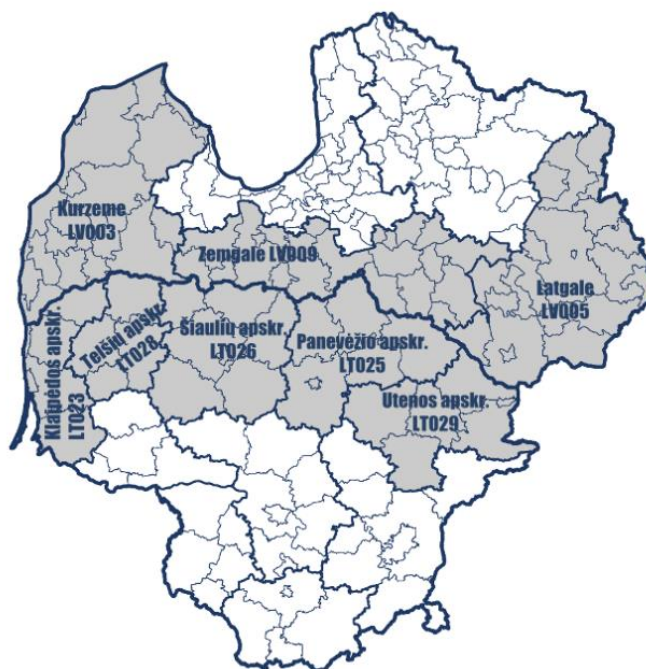 Kurzeme
LV003
Zemgale LV009
Latgale
LV005
Klaipėdos apskr.
LT023
Telšių apskr.
LT028
Šiaulių apskr.
LT026
Panevėžio apskr.
LT025
Utenos apskr.
LT029